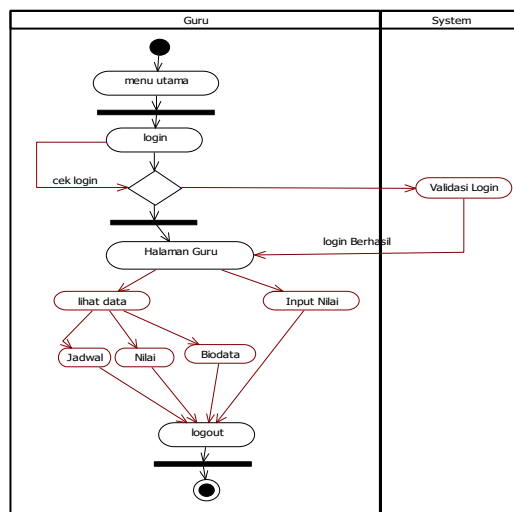 Guru
System
menu utama
login
cek login
Validasi Login
login Berhasil
Halaman Guru
lihat data
Input Nilai
Jadwal
Nilai
Biodata
logout